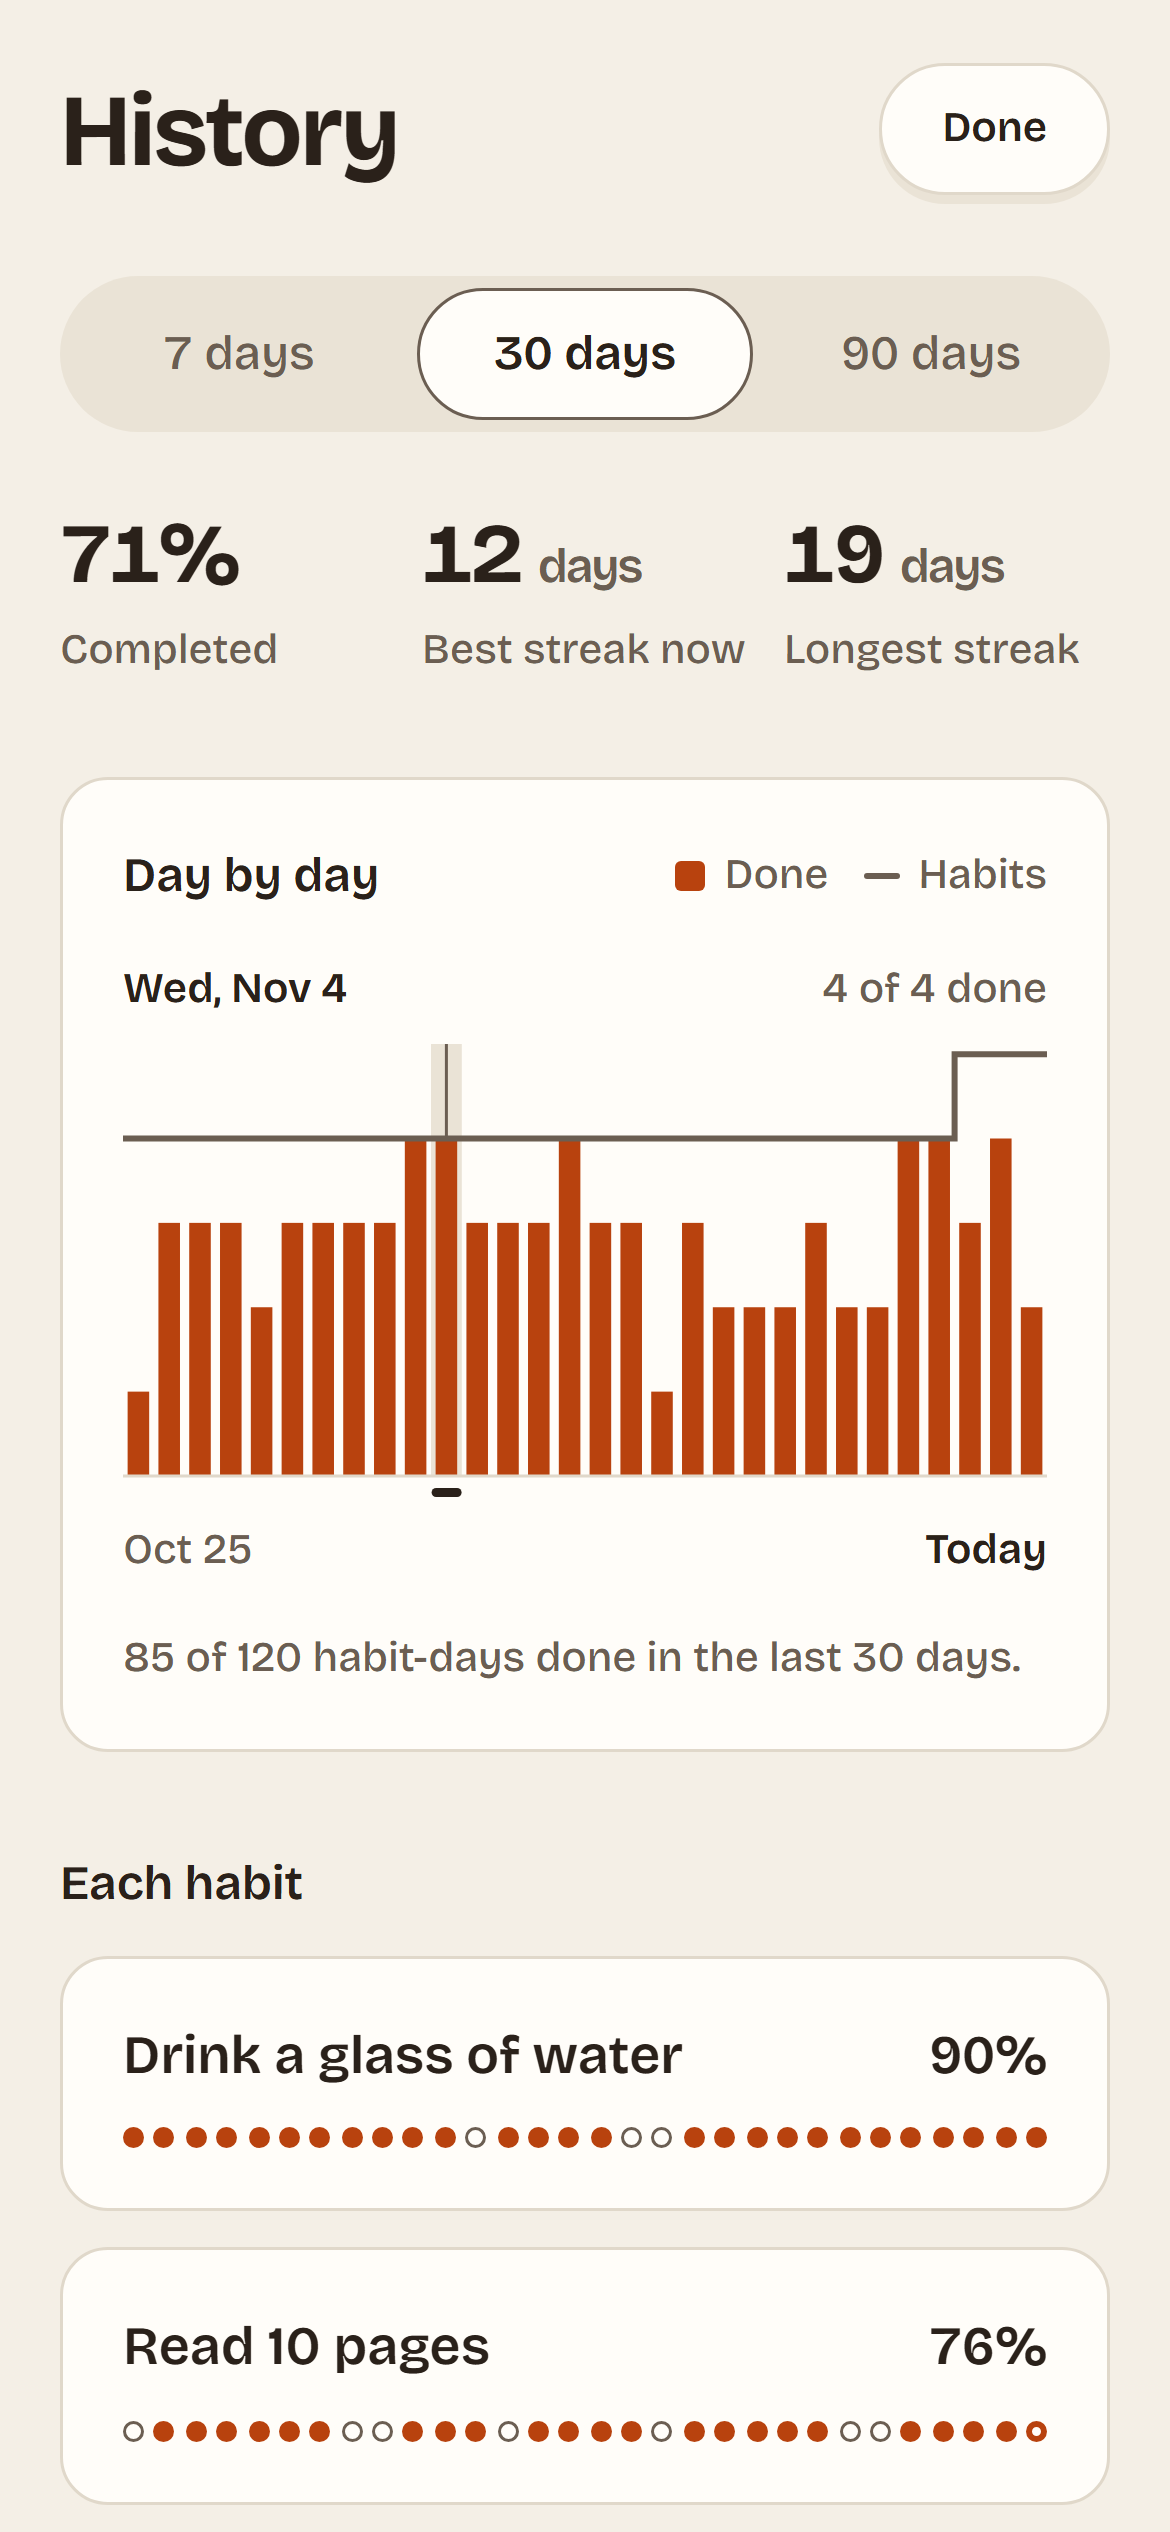 History
Done
7 days
30 days
90 days
71%
12 days
19 days
Completed
Best streak now
Longest streak
Day by day
Done
Habits
Wed, Nov 4
4 of 4 done
Oct 25
Today
85 of 120 habit-days done in the last 30 days.
Each habit
Drink a glass of water
90%
Read 10 pages
76%